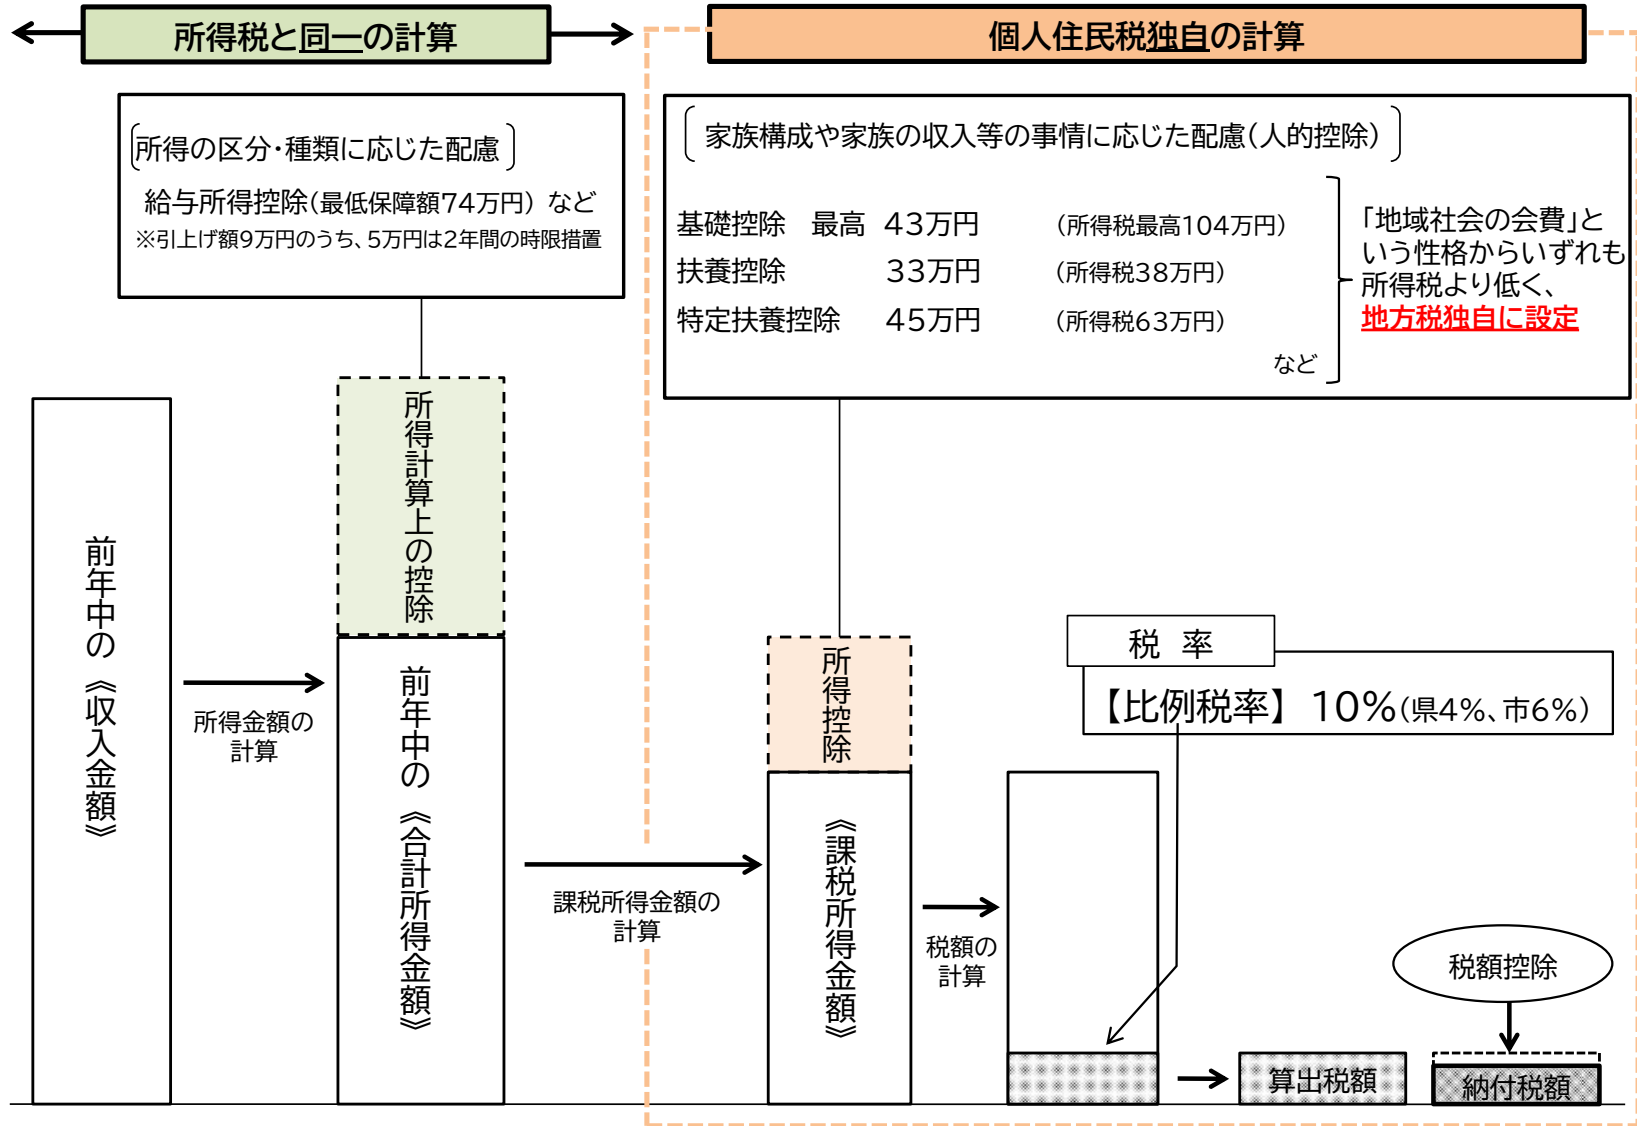 所得税と同一の計算
個人住民税独自の計算
所得の区分・種類に応じた配慮
給与所得控除(最低保障額74万円) など
※引上げ額9万円のうち、5万円は2年間の時限措置
家族構成や家族の収入等の事情に応じた配慮(人的控除)
基礎控除 最高 43万円 (所得税最高104万円)
扶養控除 33万円 (所得税38万円)
特定扶養控除 45万円 (所得税63万円)
など
「地域社会の会費」と
いう性格からいずれも
所得税より低く、
地方税独自に設定
前年中の《収入金額》
所得金額の
計算
所得計算上の控除
前年中の《合計所得金額》
課税所得金額の
計算
所得控除
《課税所得金額》
税額の
計算
税 率
【比例税率】 10%(県4%、市6%)
算出税額
税額控除
納付税額